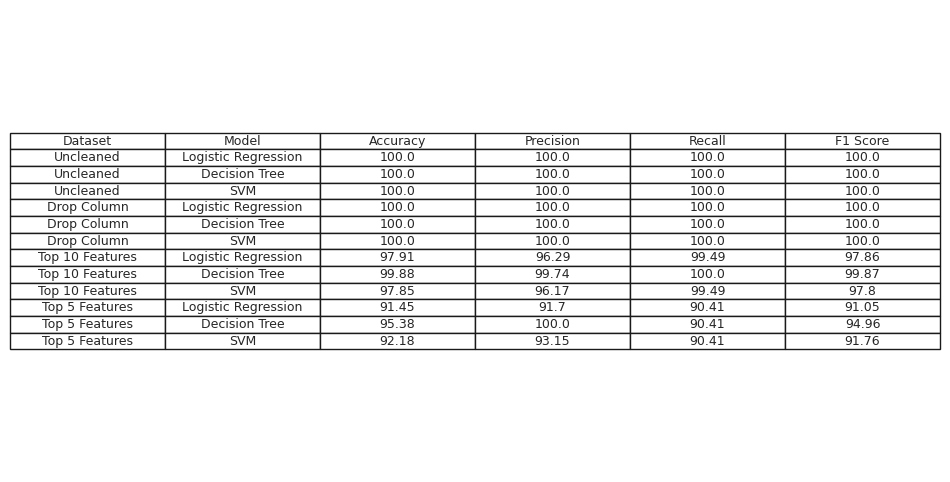 Dataset Model Accuracy Precision Recall F1 Score
Uncleaned Logistic Regression 100.0 100.0 100.0 100.0
Uncleaned Decision Tree 100.0 100.0 100.0 100.0
Uncleaned SVM 100.0 100.0 100.0 100.0
Drop Column Logistic Regression 100.0 100.0 100.0 100.0
Drop Column Decision Tree 100.0 100.0 100.0 100.0
Drop Column SVM 100.0 100.0 100.0 100.0
Top 10 Features Logistic Regression 97.91 96.29 99.49 97.86
Top 10 Features Decision Tree 99.88 99.74 100.0 99.87
Top 10 Features SVM 97.85 96.17 99.49 97.8
Top 5 Features Logistic Regression 91.45 91.7 90.41 91.05
Top 5 Features Decision Tree 95.38 100.0 90.41 94.96
Top 5 Features SVM 92.18 93.15 90.41 91.76